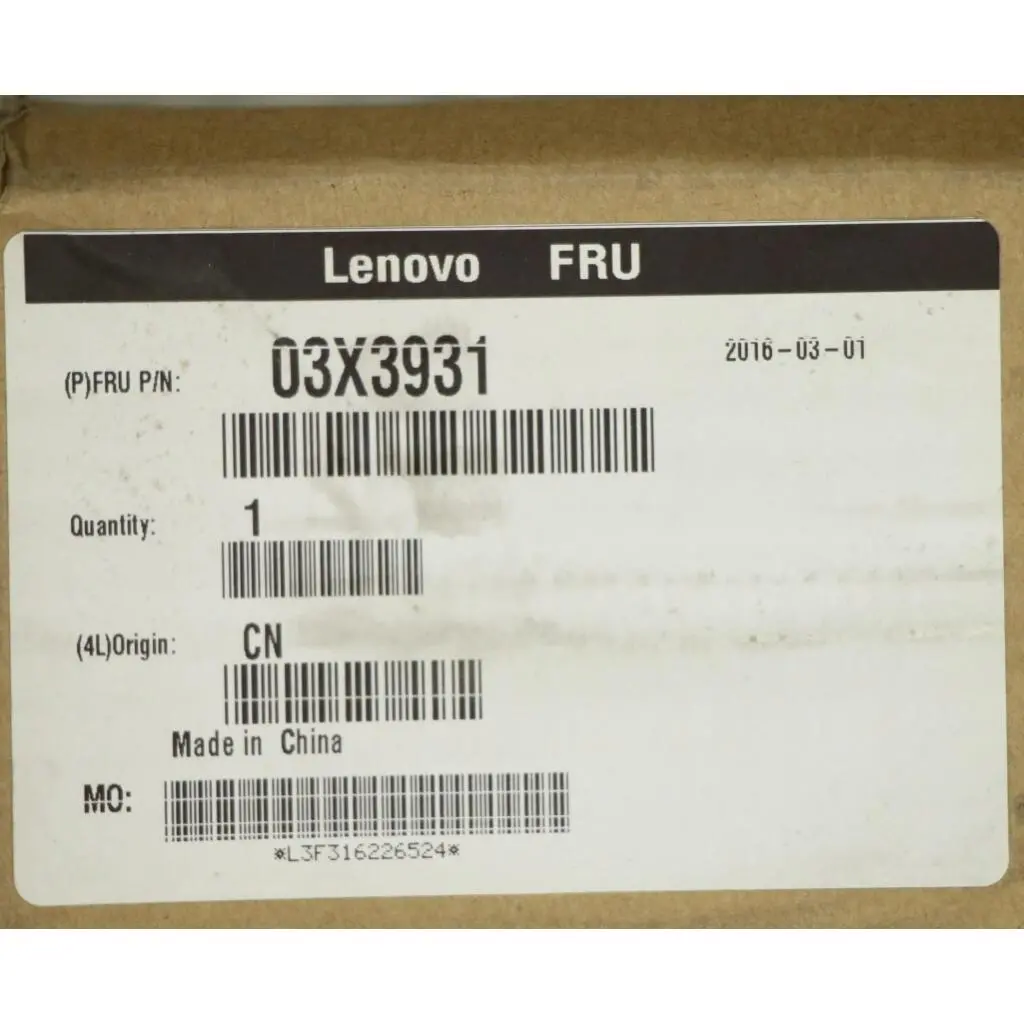 Lenovo FRU
(P)FRU P/N: 03X3931 2016-03-01
Quantity: 1
(4L)Origin: CN
Made in China
MO:
*L3F316226524*